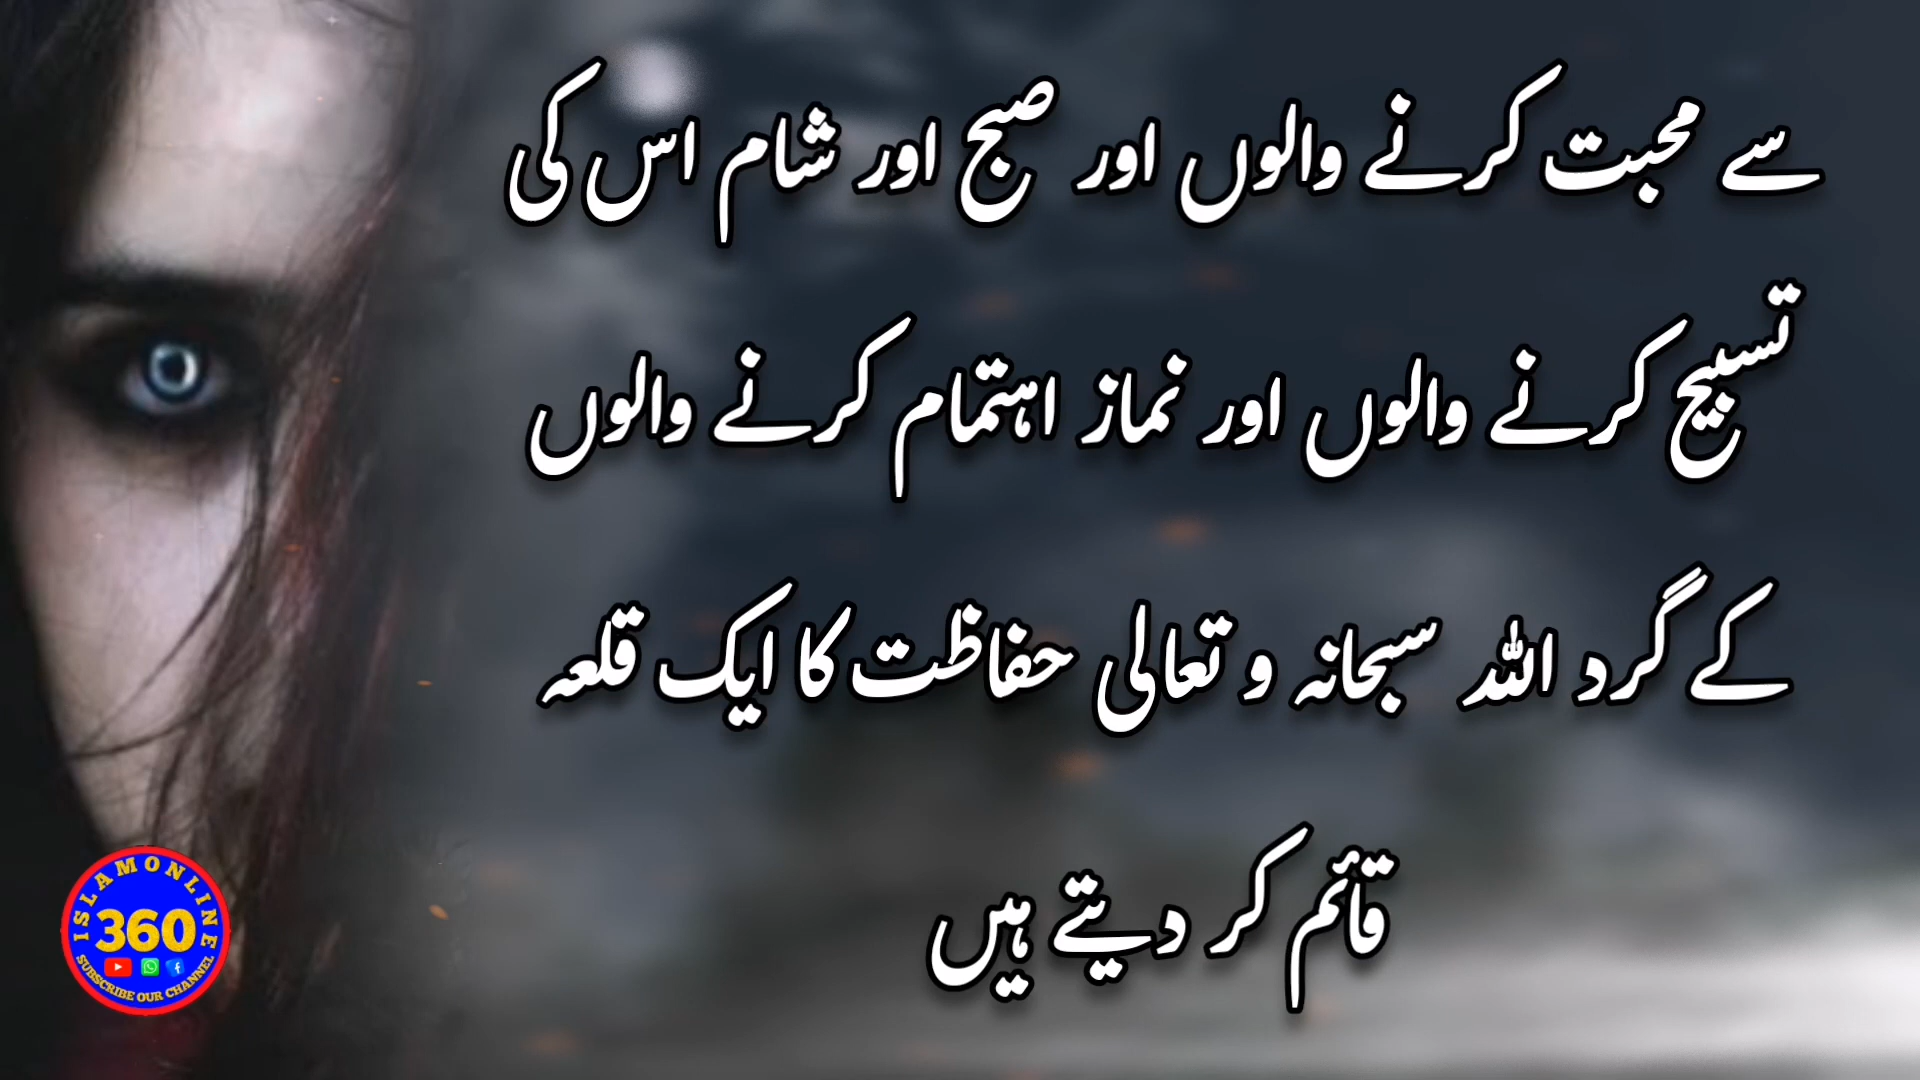 سے محبت کرنے والوں اور صبح اور شام اس کی
تسبیح کرنے والوں اور نماز اہتمام کرنے والوں
کے گرد اللہ سبحانہ و تعالی حفاظت کا ایک قلعہ
قائم کر دیتے ہیں
ISLAMONLINE
360
SUBSCRIBE OUR CHANNEL